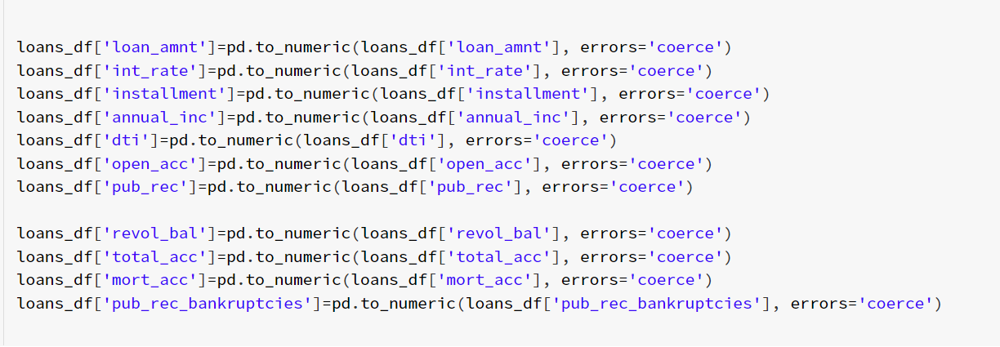 loans_df['loan_amnt']=pd.to_numeric(loans_df['loan_amnt'], errors='coerce')
loans_df['int_rate']=pd.to_numeric(loans_df['int_rate'], errors='coerce')
loans_df['installment']=pd.to_numeric(loans_df['installment'], errors='coerce')
loans_df['annual_inc']=pd.to_numeric(loans_df['annual_inc'], errors='coerce')
loans_df['dti']=pd.to_numeric(loans_df['dti'], errors='coerce')
loans_df['open_acc']=pd.to_numeric(loans_df['open_acc'], errors='coerce')
loans_df['pub_rec']=pd.to_numeric(loans_df['pub_rec'], errors='coerce')
loans_df['revol_bal']=pd.to_numeric(loans_df['revol_bal'], errors='coerce')
loans_df['total_acc']=pd.to_numeric(loans_df['total_acc'], errors='coerce')
loans_df['mort_acc']=pd.to_numeric(loans_df['mort_acc'], errors='coerce')
loans_df['pub_rec_bankruptcies']=pd.to_numeric(loans_df['pub_rec_bankruptcies'], errors='coerce')